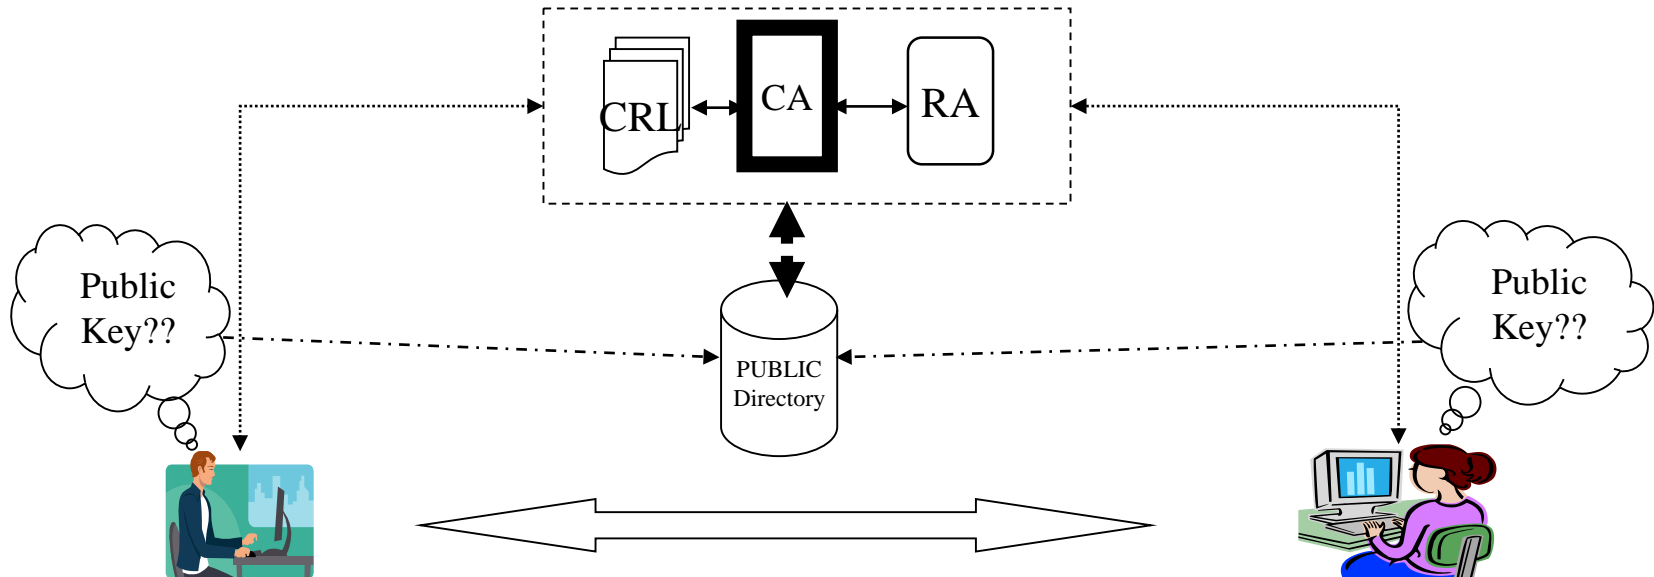 CRL
CA
RA
Public
Key??
Public
Key??
PUBLIC
Directory